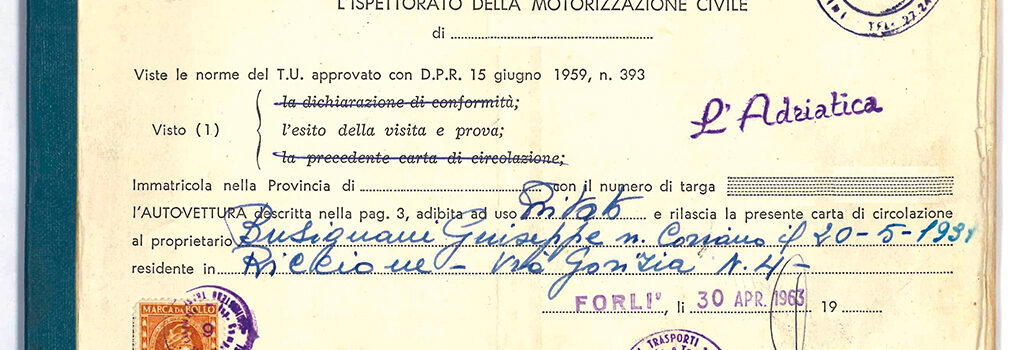 L'ISPETTORATO DELLA MOTORIZZAZIONE CIVILE
di
TEL. 27.24
Viste le norme del T.U. approvato con D.P.R. 15 giugno 1959, n. 393
la dichiarazione di conformità;
Visto (1) l'esito della visita e prova;
la precedente carta di circolazione;
L'Adriatica
Immatricola nella Provincia di con il numero di targa
l'AUTOVETTURA descritta nella pag. 3, adibita ad uso Privato e rilascia la presente carta di circolazione
al proprietario Busignani Giuseppe n. Coriano il 20-5-1931
residente in Riccione - Via Gorizia N. 4 -
FORLI', li 30 APR. 1963 19
MARCA DA BOLLO
TRASPORTI